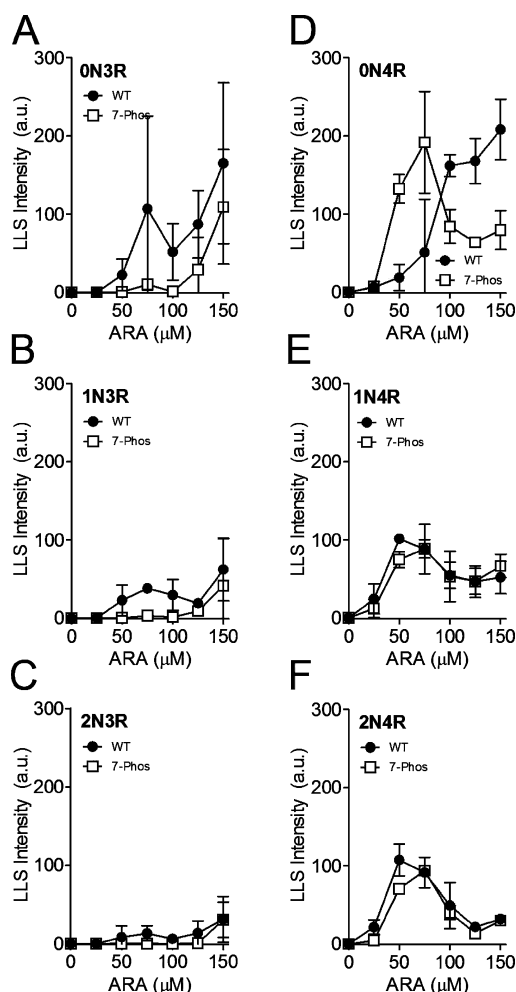 A
0N3R
WT
7-Phos
LLS Intensity (a.u.)
300
200
100
0
0 50 100 150
ARA (μM)
D
0N4R
WT
7-Phos
LLS Intensity (a.u.)
300
200
100
0
0 50 100 150
ARA (μM)
B
1N3R
WT
7-Phos
LLS Intensity (a.u.)
300
200
100
0
0 50 100 150
ARA (μM)
E
1N4R
WT
7-Phos
LLS Intensity (a.u.)
300
200
100
0
0 50 100 150
ARA (μM)
C
2N3R
WT
7-Phos
LLS Intensity (a.u.)
300
200
100
0
0 50 100 150
ARA (μM)
F
2N4R
WT
7-Phos
LLS Intensity (a.u.)
300
200
100
0
0 50 100 150
ARA (μM)